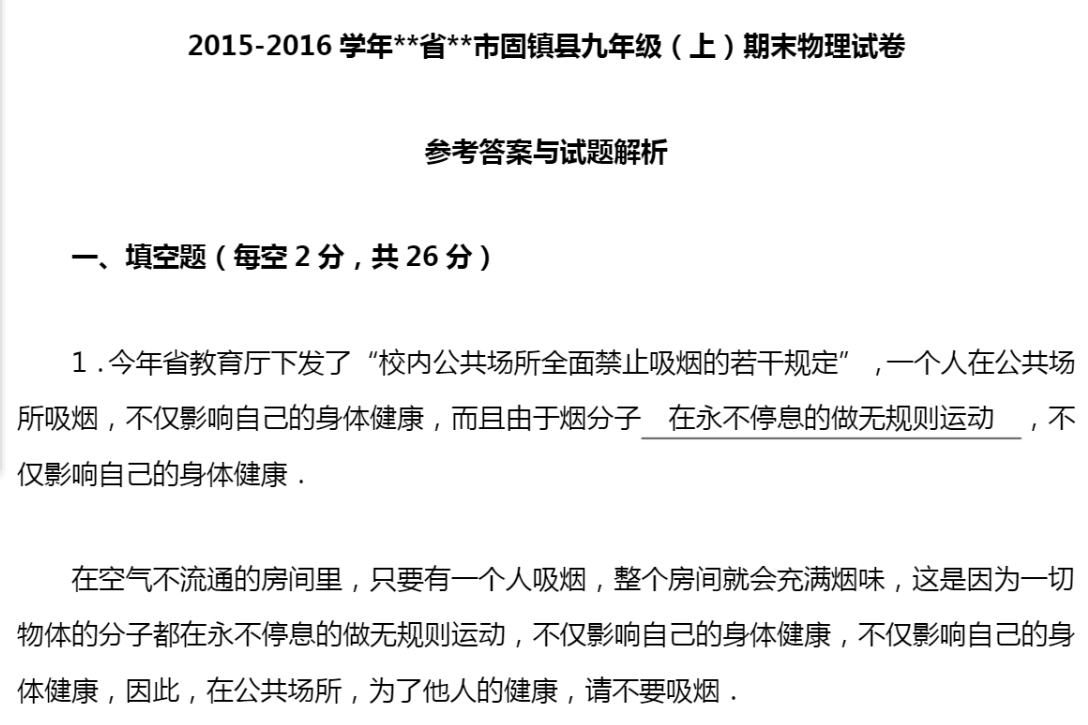 2015-2016 学年**省**市固镇县九年级（上）期末物理试卷
参考答案与试题解析
一、填空题（每空 2 分，共 26 分）
1．今年省教育厅下发了“校内公共场所全面禁止吸烟的若干规定”，一个人在公共场
所吸烟，不仅影响自己的身体健康，而且由于烟分子 在永不停息的做无规则运动 ，不
仅影响自己的身体健康．
在空气不流通的房间里，只要有一个人吸烟，整个房间就会充满烟味，这是因为一切
物体的分子都在永不停息的做无规则运动，不仅影响自己的身体健康，不仅影响自己的身
体健康，因此，在公共场所，为了他人的健康，请不要吸烟．